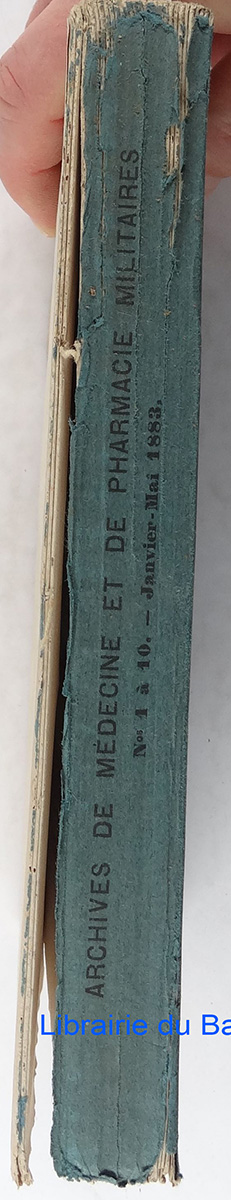 ARCHIVES DE MÉDECINE ET DE PHARMACIE MILITAIRES
Nos 1 à 10. — Janvier-Mai 1883.
Librairie du Ba